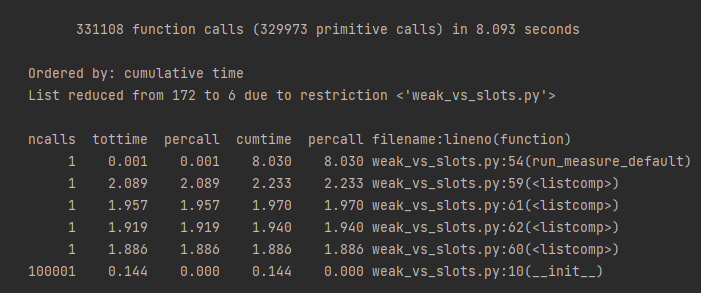 331108 function calls (329973 primitive calls) in 8.093 seconds
Ordered by: cumulative time
List reduced from 172 to 6 due to restriction <'weak_vs_slots.py'>
ncalls tottime percall cumtime percall filename:lineno(function)
1 0.001 0.001 8.030 8.030 weak_vs_slots.py:54(run_measure_default)
1 2.089 2.089 2.233 2.233 weak_vs_slots.py:59(<listcomp>)
1 1.957 1.957 1.970 1.970 weak_vs_slots.py:61(<listcomp>)
1 1.919 1.919 1.940 1.940 weak_vs_slots.py:62(<listcomp>)
1 1.886 1.886 1.886 1.886 weak_vs_slots.py:60(<listcomp>)
100001 0.144 0.000 0.144 0.000 weak_vs_slots.py:10(__init__)